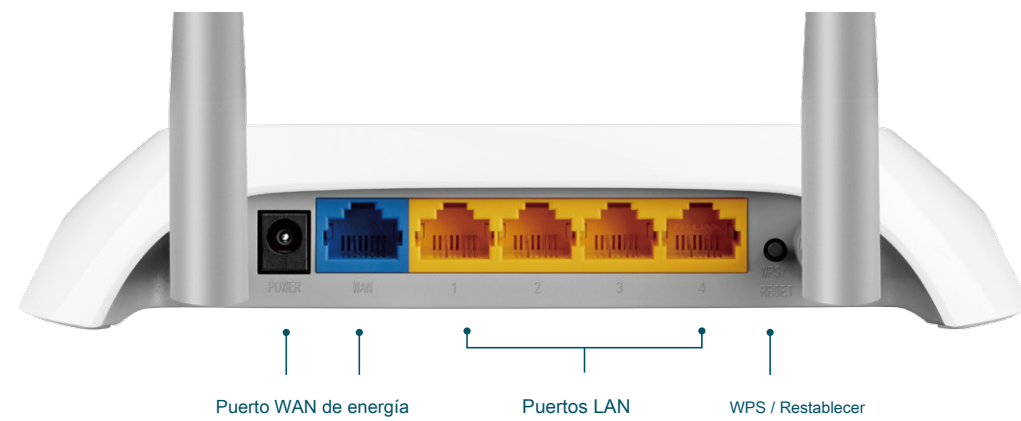 POWER WAN 1 2 3 4 WPS/
RESET
Puerto WAN de energía Puertos LAN WPS / Restablecer